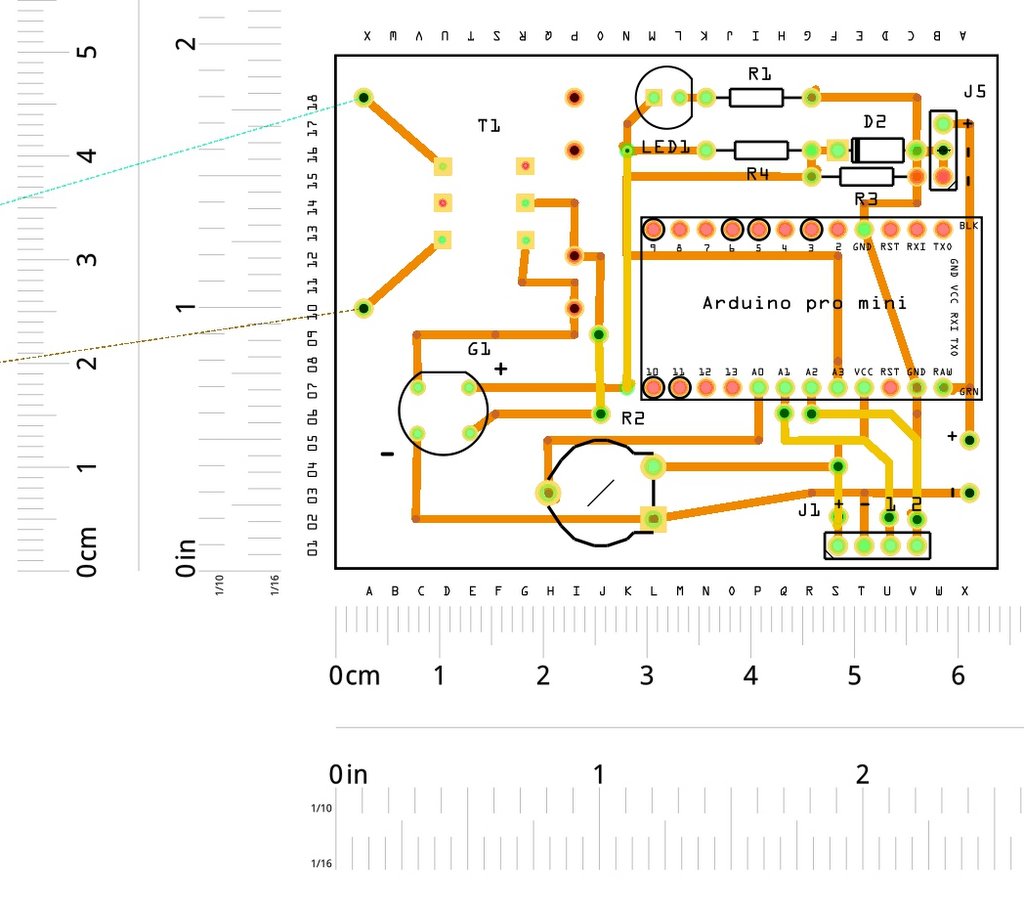 X W V U T S R Q P O N M L K J I H G F E D C B A
5
2
R1
J5
18
17
T1
D2
+
4
16
LED1
-
15
R4
-
14
R3
BLK
13
9 8 7 6 5 4 3 2 GND RST RXI TXO
3
12
11
GND VCC RXI TXO
Arduino pro mini
1
10
09
G1
2
08
+
10 11 12 13 A0 A1 A2 A3 VCC RST GND RAW
07
GRN
06
R2
05
+
-
1
04
03
-
J1 + - 1 2
02
0cm
0in
01
1/10
1/16
A B C D E F G H I J K L M N O P Q R S T U V W X
0cm 1 2 3 4 5 6
0in 1 2
1/10
1/16